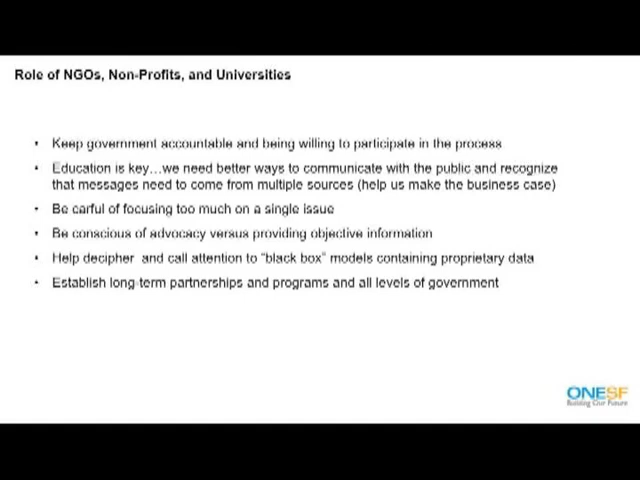 Role of NGOs, Non-Profits, and Universities
• Keep government accountable and being willing to participate in the process
• Education is key…we need better ways to communicate with the public and recognize
that messages need to come from multiple sources (help us make the business case)
• Be carful of focusing too much on a single issue
• Be conscious of advocacy versus providing objective information
• Help decipher and call attention to "black box" models containing proprietary data
• Establish long-term partnerships and programs and all levels of government
ONESF
Building Our Future